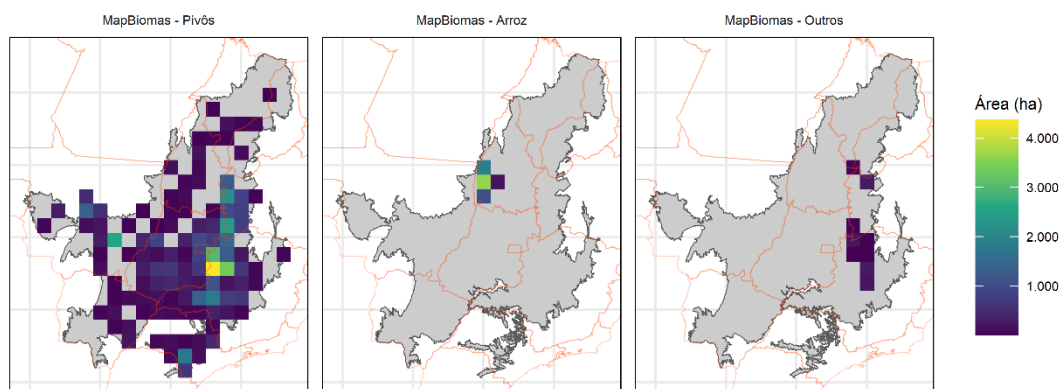 MapBiomas - Pivôs
MapBiomas - Arroz
MapBiomas - Outros
Área (ha)
4.000
3.000
2.000
1.000